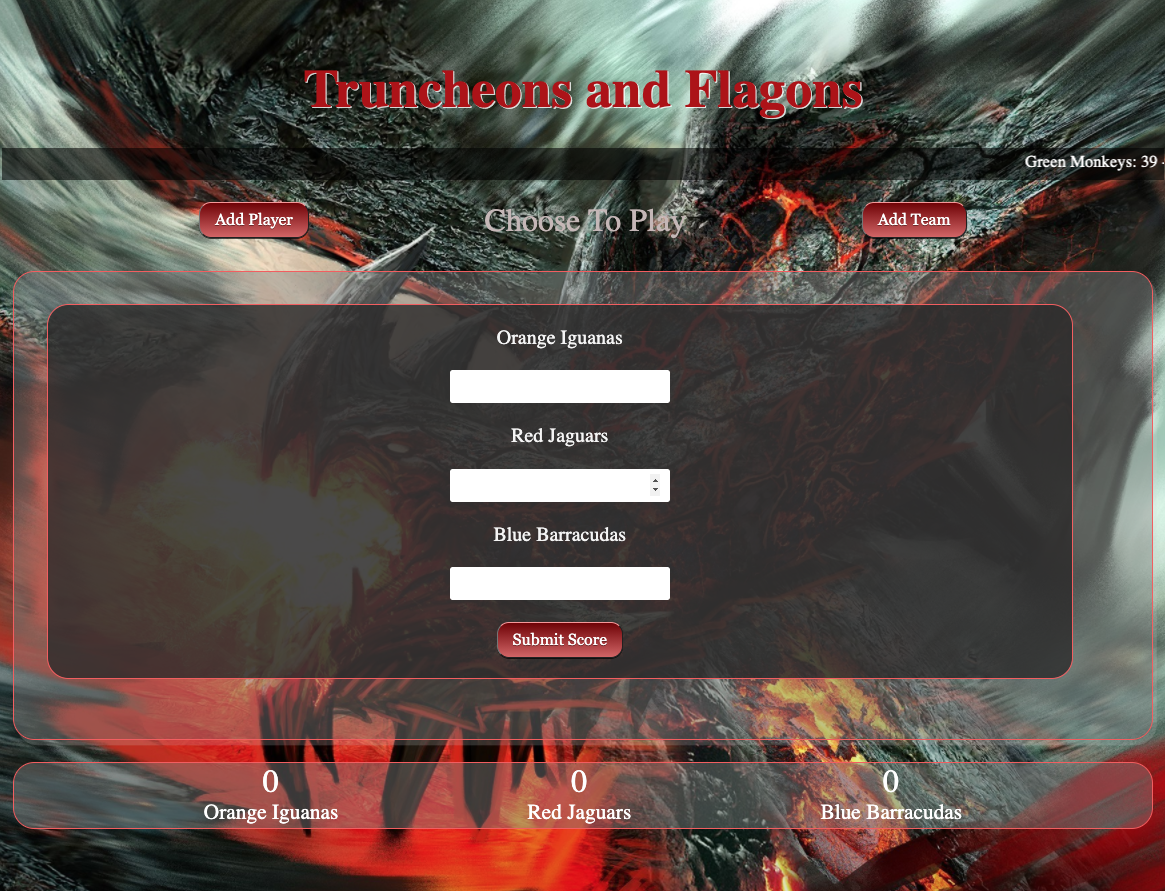 Truncheons and Flagons
Green Monkeys: 39 -
Add Player
Choose To Play
Add Team
Orange Iguanas
Red Jaguars
Blue Barracudas
Submit Score
0 0 0
Orange Iguanas Red Jaguars Blue Barracudas